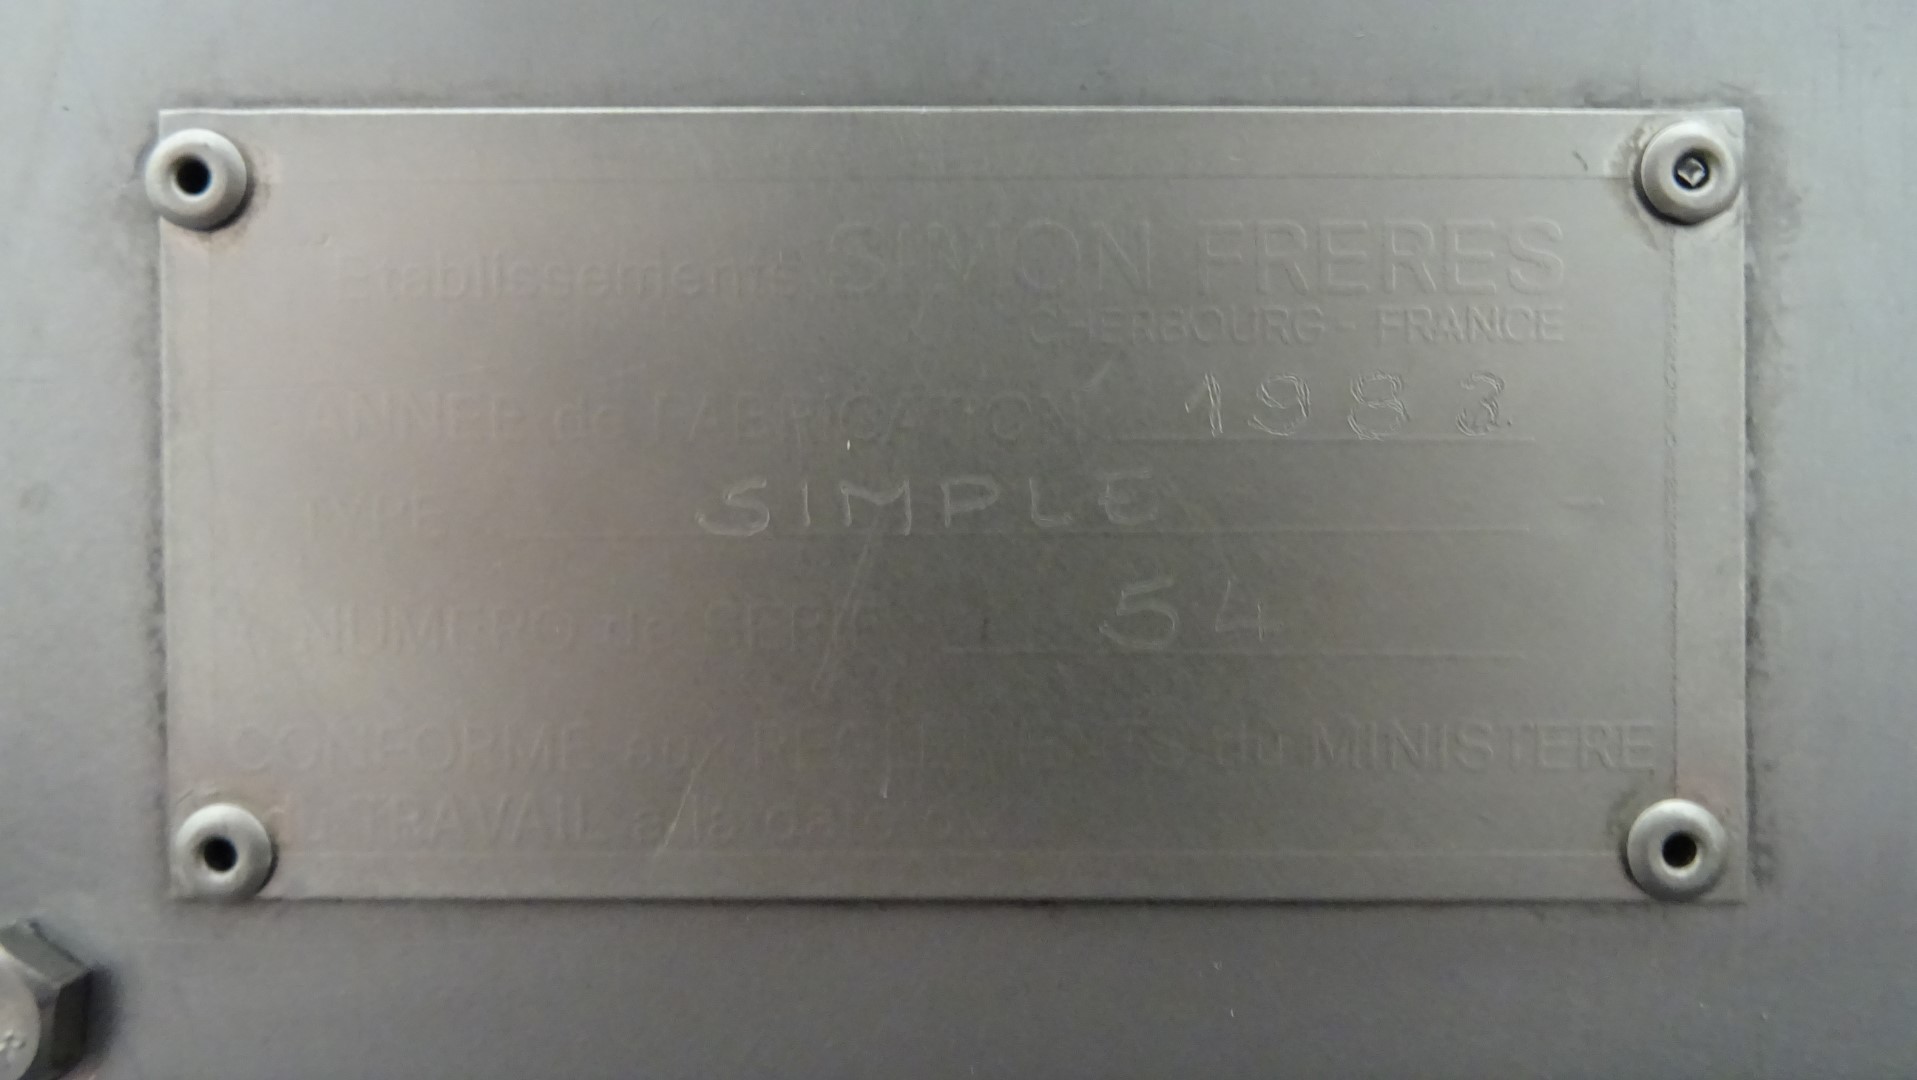 Etablissements SIMON FRERES
CHERBOURG - FRANCE
ANNEE de FABRICATION 1983
TYPE SIMPLE
NUMERO de SERIE 54
CONFORME aux REGLEMENTS du MINISTERE
du TRAVAIL a la date